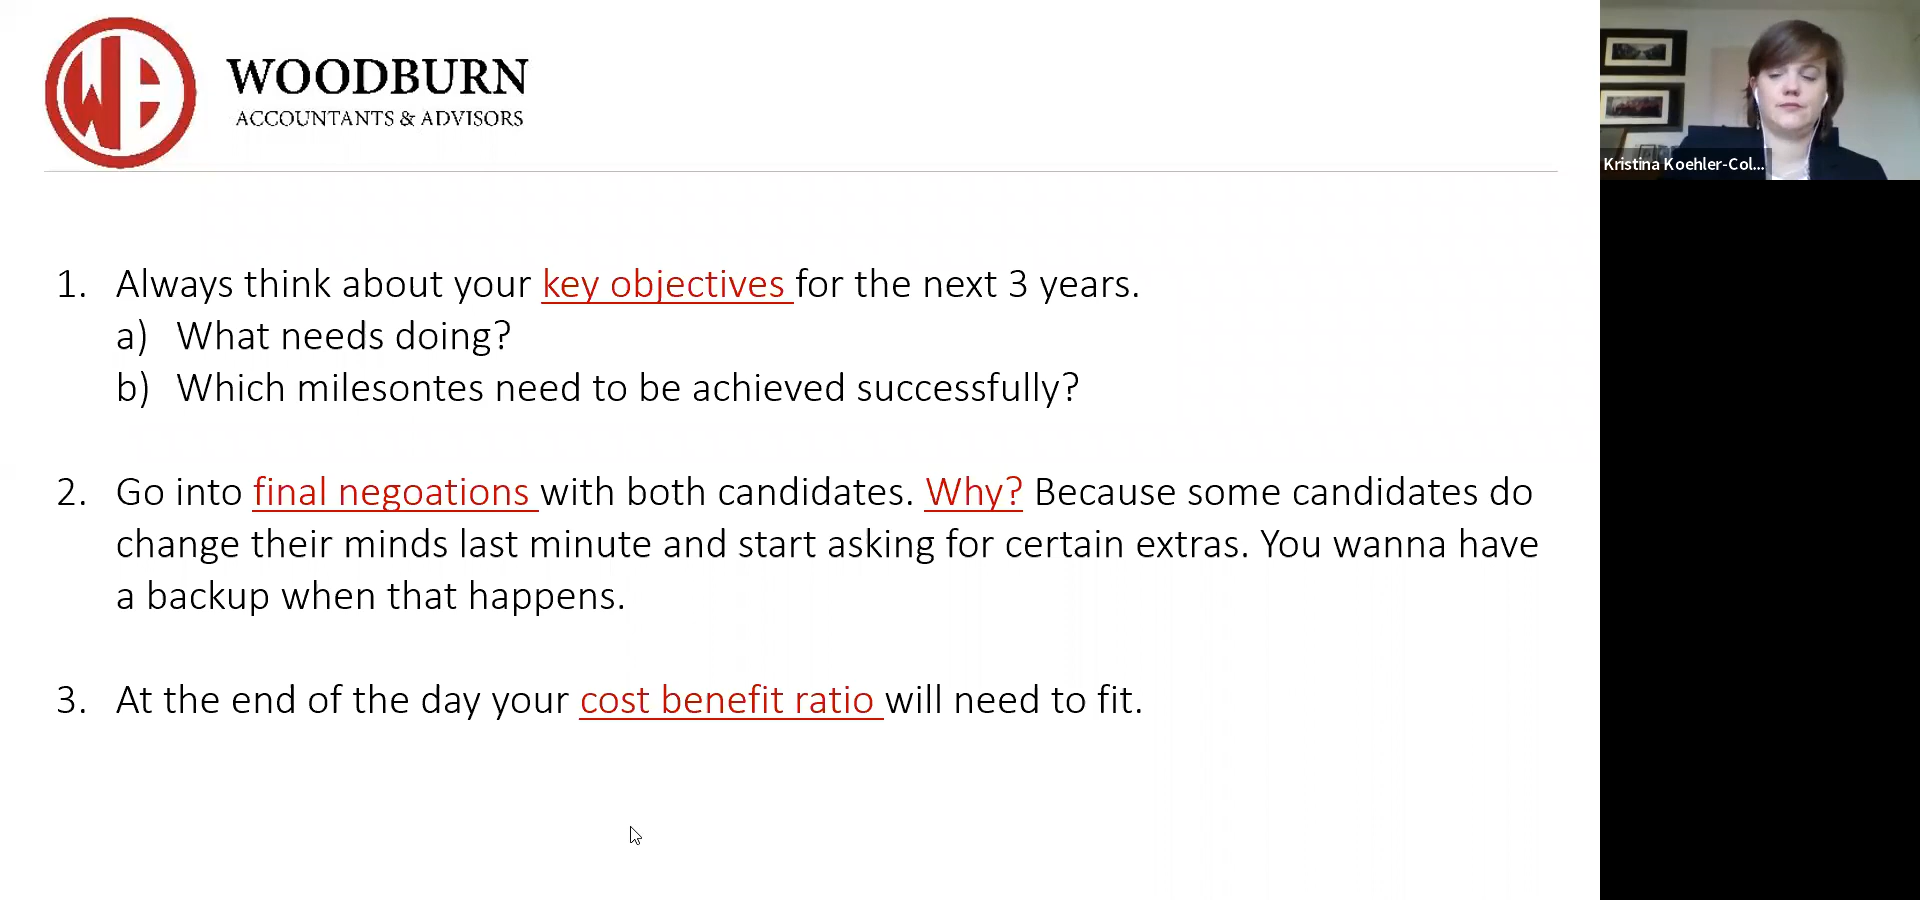 WOODBURN
ACCOUNTANTS & ADVISORS
Kristina Koehler-Col...
1. Always think about your key objectives for the next 3 years.
a) What needs doing?
b) Which milesontes need to be achieved successfully?
2. Go into final negoations with both candidates. Why? Because some candidates do
change their minds last minute and start asking for certain extras. You wanna have
a backup when that happens.
3. At the end of the day your cost benefit ratio will need to fit.